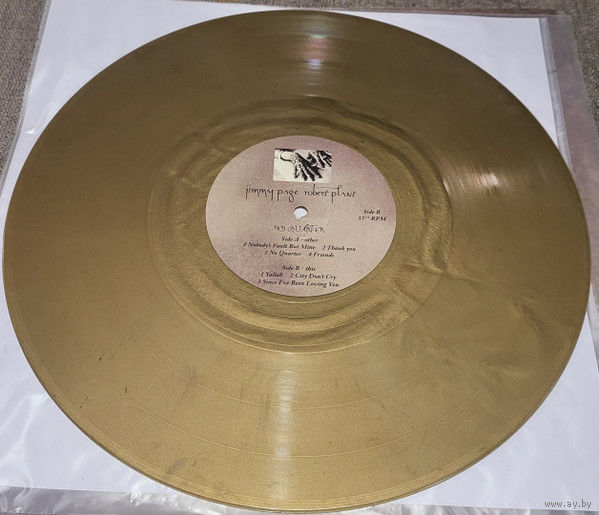 jimmy page robert plant
Side B
33⅓ RPM
NO QUARTER
Side A - other
1 Nobody's Fault But Mine 2 Thank you
3 No Quarter 4 Friends
Side B - this
1 Yallah 2 City Don't Cry
3 Since I've Been Loving You
www.ay.by